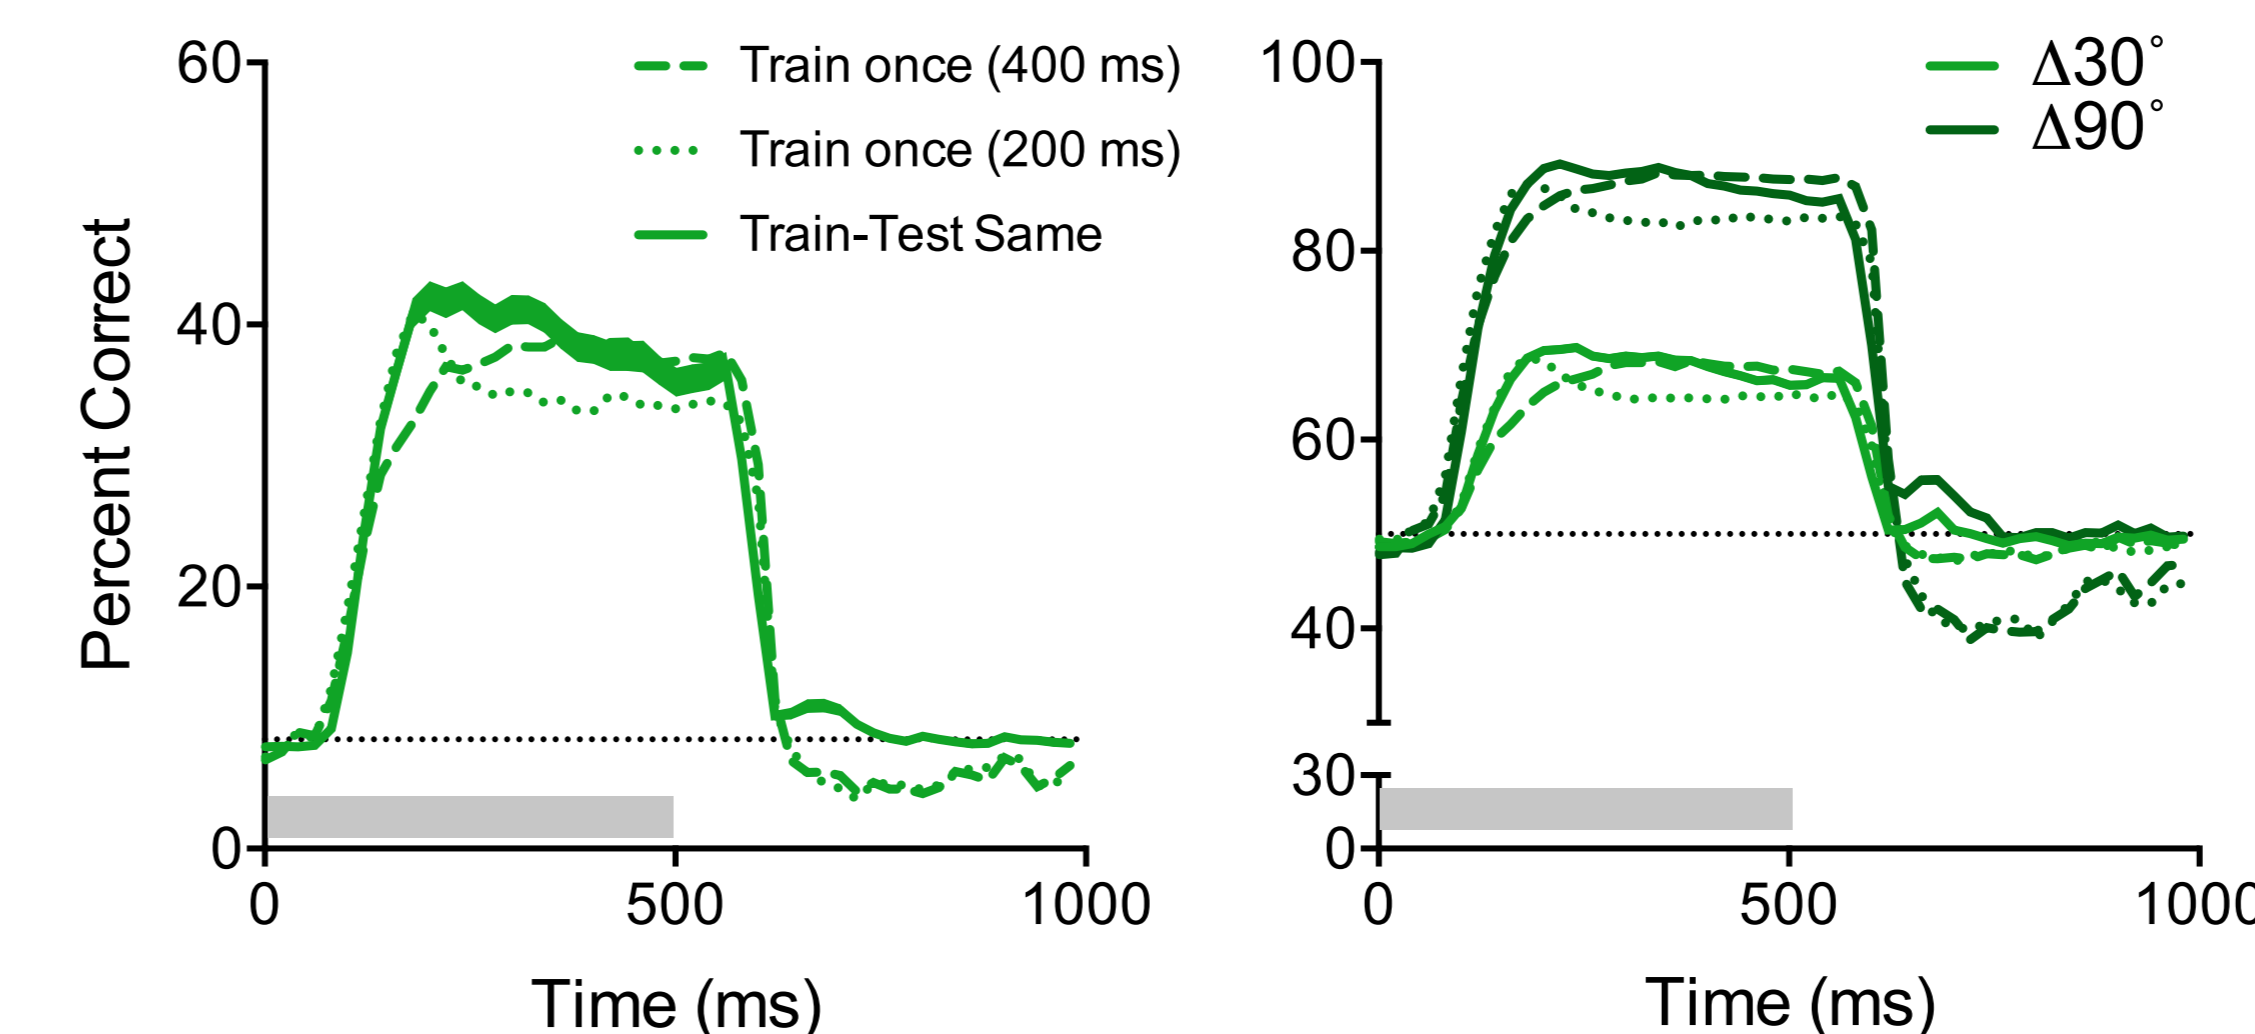 60
40
20
0
0
500
1000
Percent Correct
Time (ms)
Train once (400 ms)
Train once (200 ms)
Train-Test Same
100
80
60
40
30
0
0
500
1000
Time (ms)
Δ30°
Δ90°